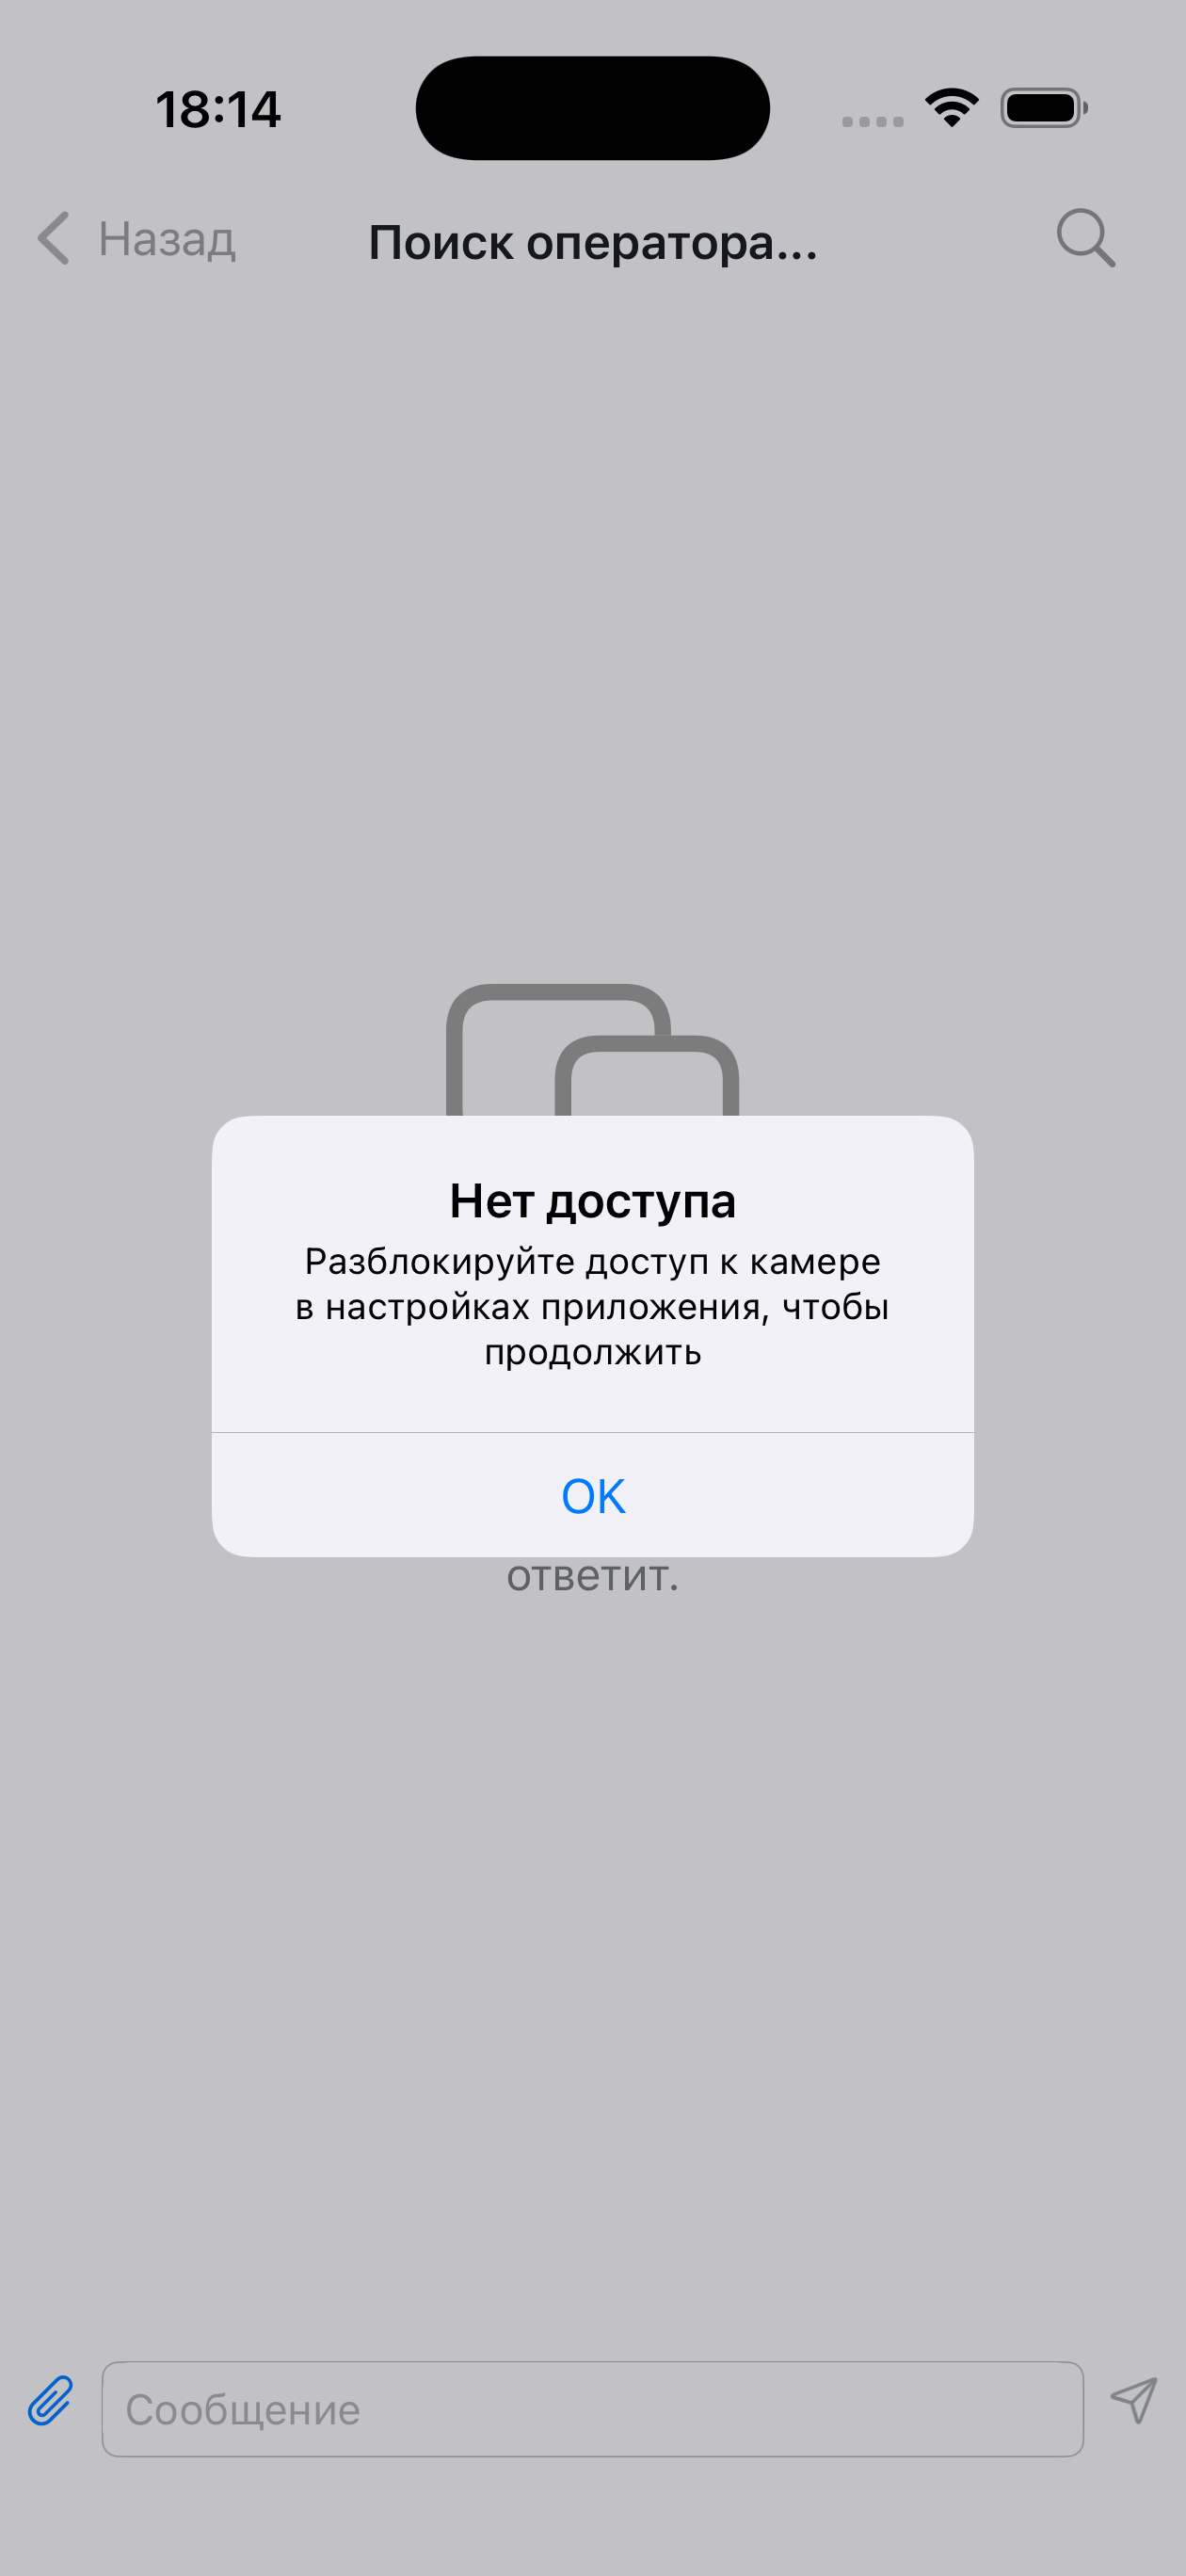 18:14
Назад
Поиск оператора...
Нет доступа
Разблокируйте доступ к камере
в настройках приложения, чтобы
продолжить
OK
ответит.
Сообщение